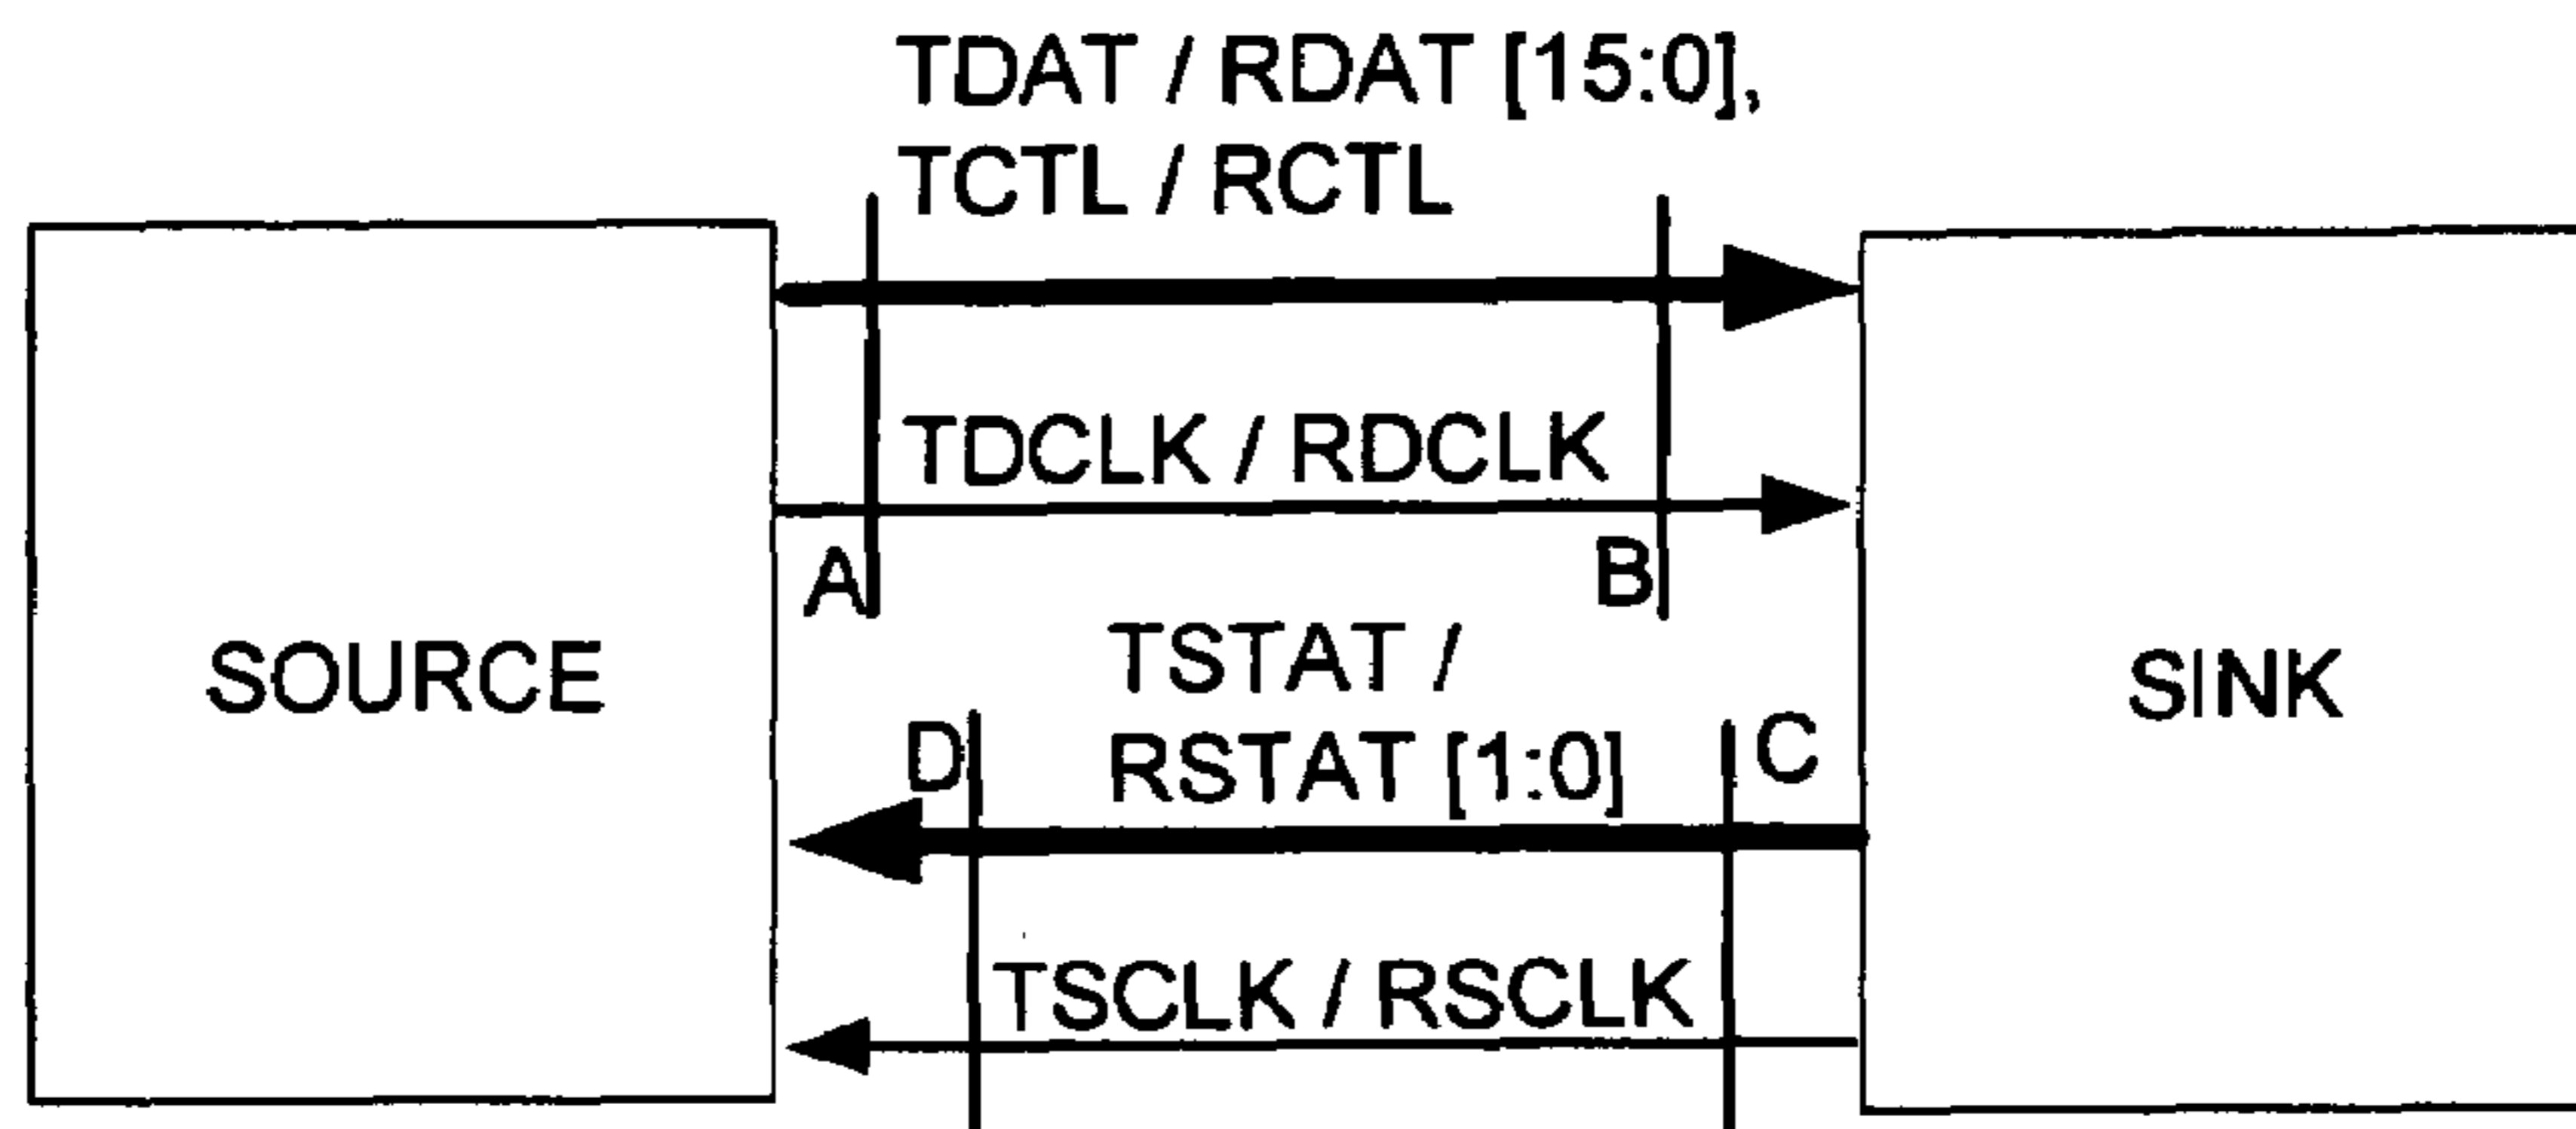 TDAT / RDAT [15:0],
TCTL / RCTL
TDCLK / RDCLK
A
B
SOURCE
TSTAT /
SINK
D
RSTAT [1:0]
C
TSCLK / RSCLK